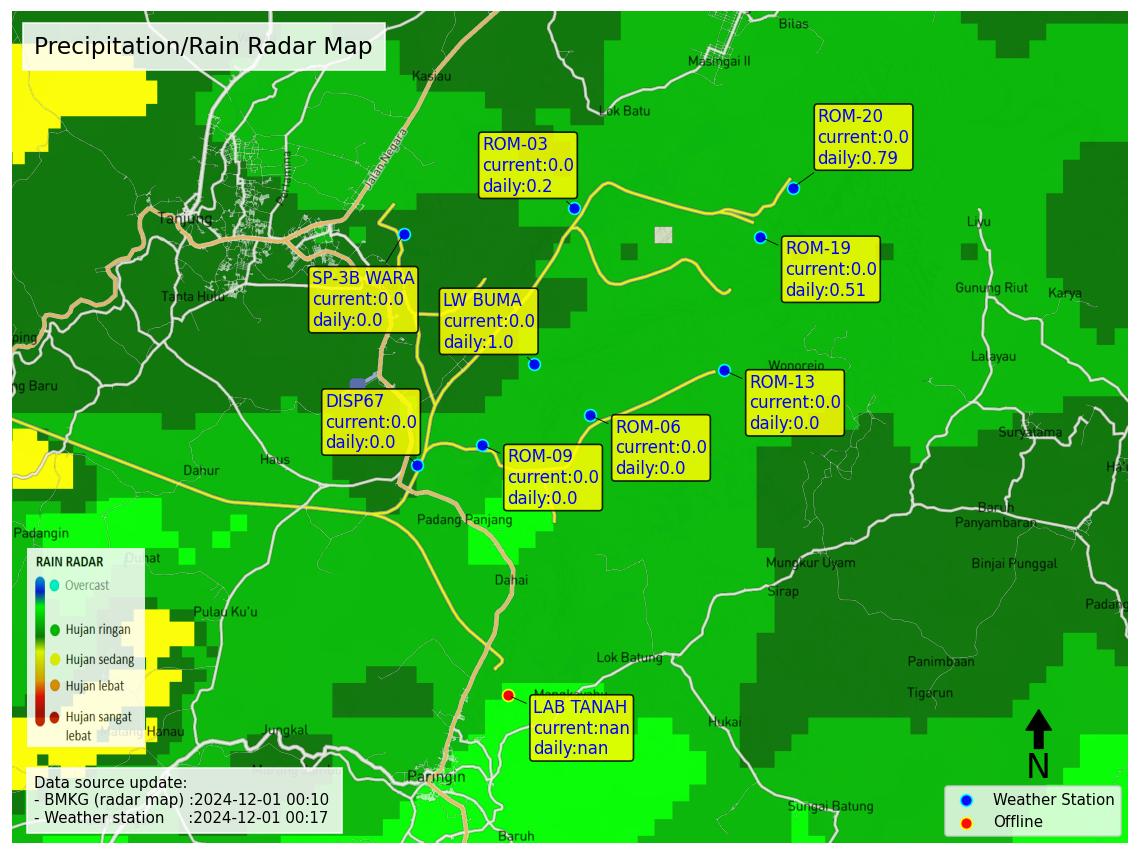 Precipitation/Rain Radar Map
Bilas
Masingai II
Kasiau
Lok Batu
Jalan Negara
ROM-20
current:0.0
daily:0.79
ROM-03
current:0.0
daily:0.2
Tanjung
Liyu
ROM-19
current:0.0
daily:0.51
SP-3B WARA
current:0.0
daily:0.0
LW BUMA
current:0.0
daily:1.0
Tanta Hulu
Gunung Riut
Karya
ping
Lalayau
Wonorejo
ng Baru
ROM-13
current:0.0
daily:0.0
DISP67
current:0.0
daily:0.0
ROM-06
current:0.0
daily:0.0
Suryatama
ROM-09
current:0.0
daily:0.0
Haus
Dahur
Padang Panjang
Baruh
Panyambaran
Padangin
Mungkur Uyam
Binjai Punggal
Dahai
Sirap
Padang
Pulau Ku'u
RAIN RADAR
Overcast
Hujan ringan
Hujan sedang
Hujan lebat
Hujan sangat
lebat
Lok Batung
Panimbaan
Tigarun
LAB TANAH
current:nan
daily:nan
Hukai
Jungkal
Paringin
Sungai Batung
Baruh
Data source update:
- BMKG (radar map) :2024-12-01 00:10
- Weather station :2024-12-01 00:17
N
Weather Station
Offline